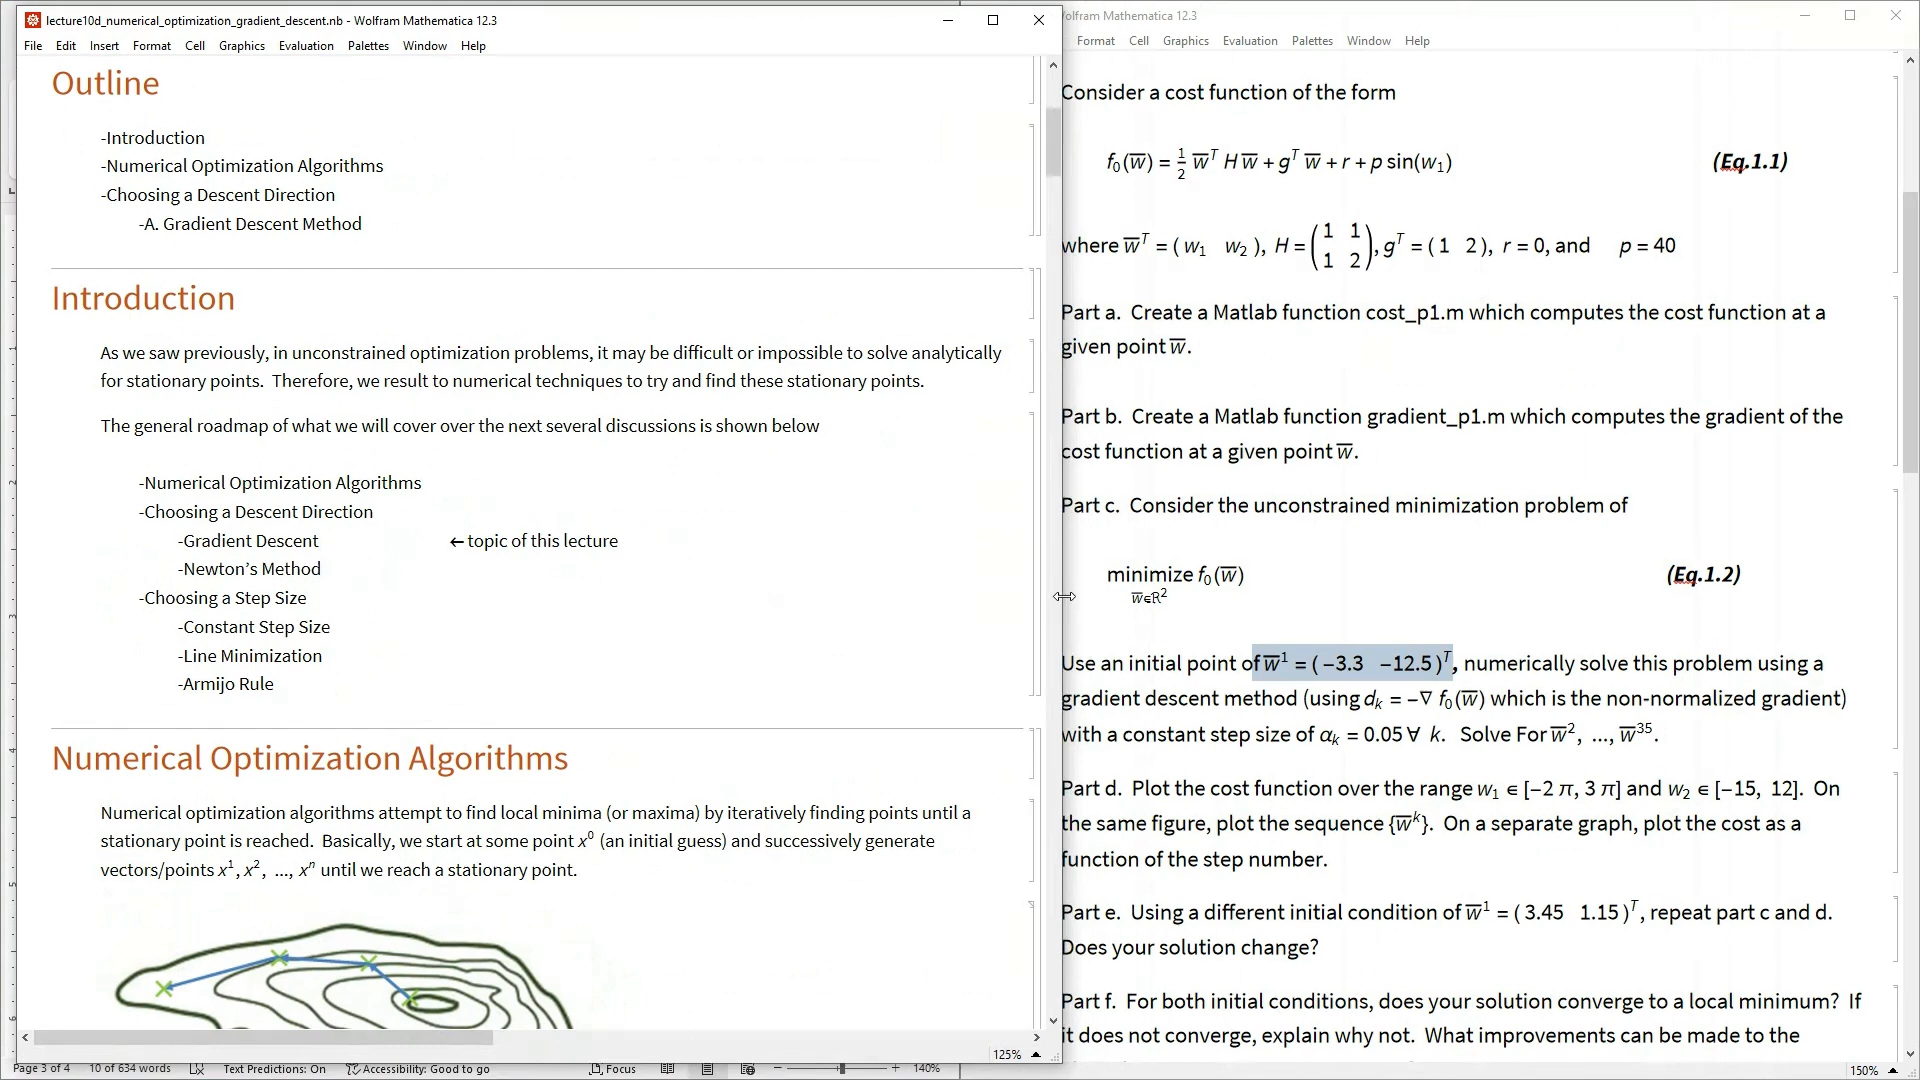 lecture10d_numerical_optimization_gradient_descent.nb - Wolfram Mathematica 12.3
File Edit Insert Format Cell Graphics Evaluation Palettes Window Help
Outline
-Introduction
-Numerical Optimization Algorithms
-Choosing a Descent Direction
-A. Gradient Descent Method
Introduction
As we saw previously, in unconstrained optimization problems, it may be difficult or impossible to solve analytically
for stationary points. Therefore, we result to numerical techniques to try and find these stationary points.
The general roadmap of what we will cover over the next several discussions is shown below
-Numerical Optimization Algorithms
-Choosing a Descent Direction
-Gradient Descent ← topic of this lecture
-Newton’s Method
-Choosing a Step Size
-Constant Step Size
-Line Minimization
-Armijo Rule
Numerical Optimization Algorithms
Numerical optimization algorithms attempt to find local minima (or maxima) by iteratively finding points until a
stationary point is reached. Basically, we start at some point x⁰ (an initial guess) and successively generate
vectors/points x¹, x², ..., xⁿ until we reach a stationary point.
125%
Page 3 of 4 10 of 634 words Text Predictions: On Accessibility: Good to go Focus 140%
Wolfram Mathematica 12.3
Format Cell Graphics Evaluation Palettes Window Help
Consider a cost function of the form
f₀(w̅) = 1/2 w̅ᵀ H w̅ + gᵀ w̅ + r + p sin(w₁) (Eq.1.1)
where w̅ᵀ = ( w₁ w₂ ), H = (1 1; 1 2), gᵀ = ( 1 2 ), r = 0, and p = 40
Part a. Create a Matlab function cost_p1.m which computes the cost function at a
given point w̅.
Part b. Create a Matlab function gradient_p1.m which computes the gradient of the
cost function at a given point w̅.
Part c. Consider the unconstrained minimization problem of
minimize f₀(w̅) (Eq.1.2)
w̅∈ℝ²
Use an initial point of w̅¹ = ( −3.3 −12.5 )ᵀ, numerically solve this problem using a
gradient descent method (using dₖ = −∇ f₀(w̅) which is the non-normalized gradient)
with a constant step size of αₖ = 0.05 ∀ k. Solve For w̅², ..., w̅³⁵.
Part d. Plot the cost function over the range w₁ ∈ [−2 π, 3 π] and w₂ ∈ [−15, 12]. On
the same figure, plot the sequence {w̅ᵏ}. On a separate graph, plot the cost as a
function of the step number.
Part e. Using a different initial condition of w̅¹ = ( 3.45 1.15 )ᵀ, repeat part c and d.
Does your solution change?
Part f. For both initial conditions, does your solution converge to a local minimum? If
it does not converge, explain why not. What improvements can be made to the
150%